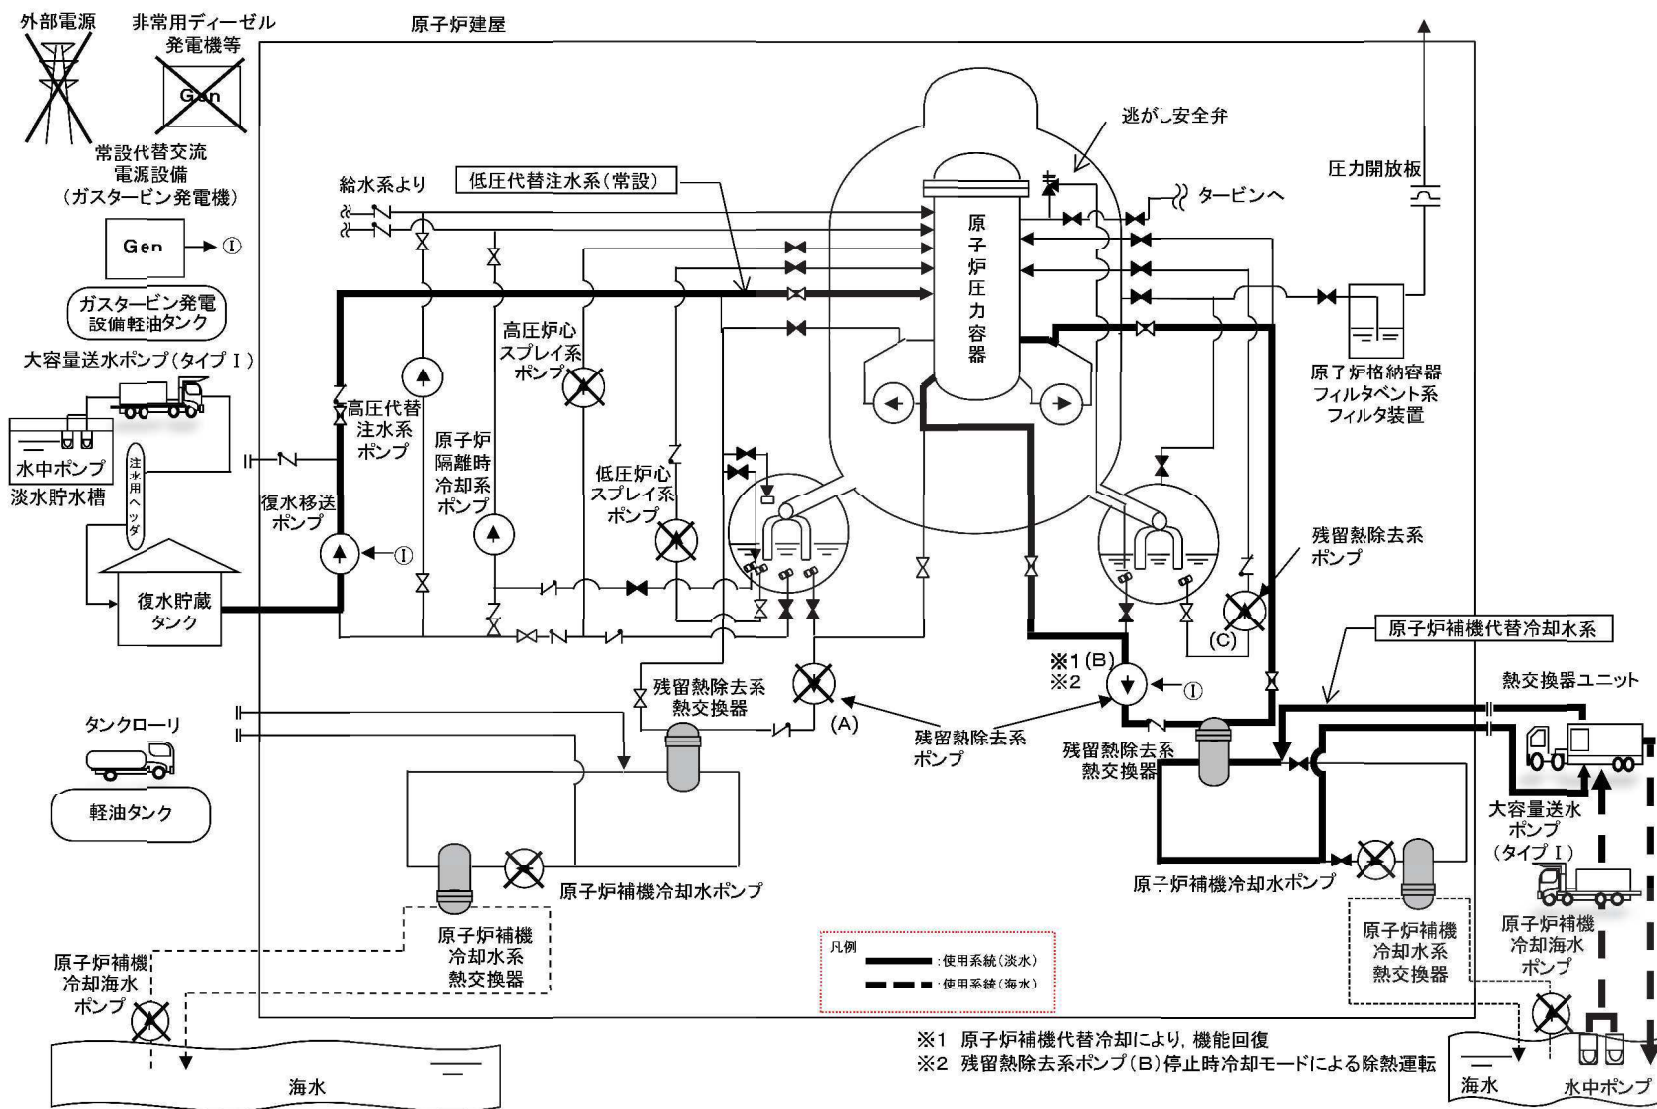 外部電源
非常用ディーゼル
発電機等
Gen
常設代替交流
電源設備
(ガスタービン発電機)
Gen
Ⓘ
ガスタービン発電
設備軽油タンク
大容量送水ポンプ(タイプⅠ)
水中ポンプ
淡水貯水槽
注水用ヘッダ
復水貯蔵
タンク
タンクローリ
軽油タンク
原子炉建屋
給水系より
低圧代替注水系(常設)
高圧代替
注水系
ポンプ
復水移送
ポンプ
Ⓘ
原子炉
隔離時
冷却系
ポンプ
高圧炉心
スプレイ系
ポンプ
低圧炉心
スプレイ系
ポンプ
原子炉圧力容器
逃がし安全弁
タービンへ
圧力開放板
原子炉格納容器
フィルタベント系
フィルタ装置
残留熱除去系
ポンプ
(C)
原子炉補機代替冷却水系
※1(B)
※2
Ⓘ
残留熱除去系
熱交換器
(A)
残留熱除去系
ポンプ
残留熱除去系
熱交換器
熱交換器ユニット
大容量送水
ポンプ
(タイプⅠ)
原子炉補機冷却水ポンプ
原子炉補機冷却水ポンプ
原子炉補機
冷却水系
熱交換器
原子炉補機
冷却水系
熱交換器
原子炉補機
冷却海水
ポンプ
原子炉補機
冷却海水
ポンプ
凡例
:使用系統(淡水)
:使用系統(海水)
※1 原子炉補機代替冷却により,機能回復
※2 残留熱除去系ポンプ(B)停止時冷却モードによる除熱運転
海水
海水
水中ポンプ